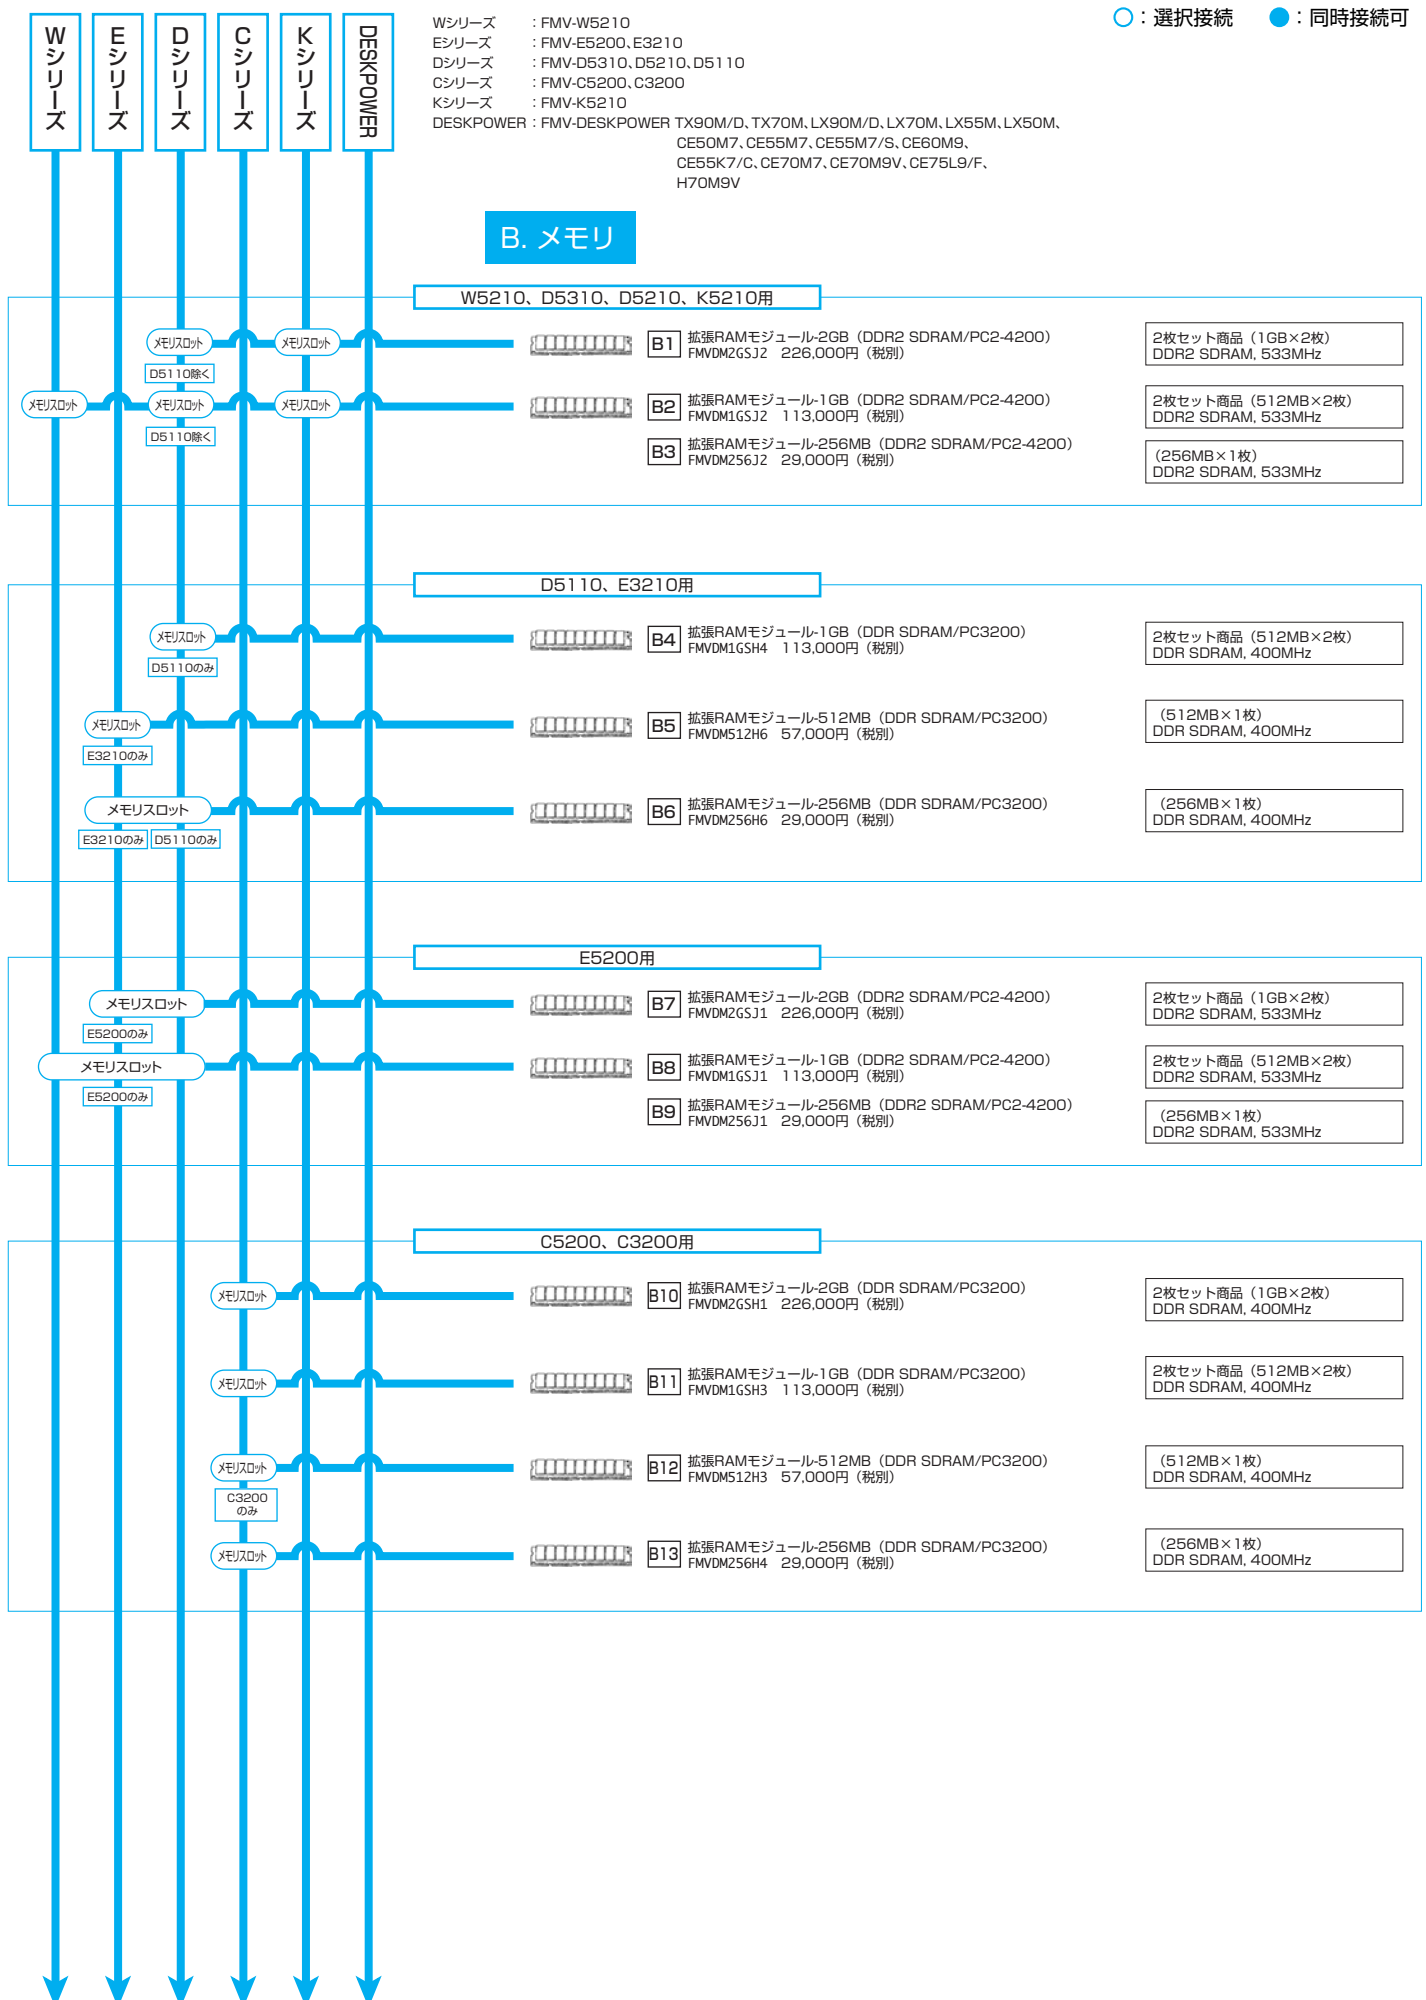 Wシリーズ
Eシリーズ
Dシリーズ
Cシリーズ
Kシリーズ
DESKPOWER
Wシリーズ ：FMV-W5210
Eシリーズ ：FMV-E5200、E3210
Dシリーズ ：FMV-D5310、D5210、D5110
Cシリーズ ：FMV-C5200、C3200
Kシリーズ ：FMV-K5210
DESKPOWER：FMV-DESKPOWER TX90M/D、TX70M、LX90M/D、LX70M、LX55M、LX50M、
CE50M7、CE55M7、CE55M7/S、CE60M9、
CE55K7/C、CE70M7、CE70M9V、CE75L9/F、
H70M9V
○：選択接続 ●：同時接続可
B. メモリ
W5210、D5310、D5210、K5210用
メモリスロット メモリスロット
D5110除く
B1 拡張RAMモジュール-2GB（DDR2 SDRAM/PC2-4200）
FMVDM2GSJ2 226,000円（税別）
2枚セット商品（1GB×2枚）
DDR2 SDRAM, 533MHz
メモリスロット メモリスロット メモリスロット
D5110除く
B2 拡張RAMモジュール-1GB（DDR2 SDRAM/PC2-4200）
FMVDM1GSJ2 113,000円（税別）
2枚セット商品（512MB×2枚）
DDR2 SDRAM, 533MHz
B3 拡張RAMモジュール-256MB（DDR2 SDRAM/PC2-4200）
FMVDM256J2 29,000円（税別）
（256MB×1枚）
DDR2 SDRAM, 533MHz
D5110、E3210用
メモリスロット
D5110のみ
B4 拡張RAMモジュール-1GB（DDR SDRAM/PC3200）
FMVDM1GSH4 113,000円（税別）
2枚セット商品（512MB×2枚）
DDR SDRAM, 400MHz
メモリスロット
E3210のみ
B5 拡張RAMモジュール-512MB（DDR SDRAM/PC3200）
FMVDM512H6 57,000円（税別）
（512MB×1枚）
DDR SDRAM, 400MHz
メモリスロット
E3210のみ D5110のみ
B6 拡張RAMモジュール-256MB（DDR SDRAM/PC3200）
FMVDM256H6 29,000円（税別）
（256MB×1枚）
DDR SDRAM, 400MHz
E5200用
メモリスロット
E5200のみ
B7 拡張RAMモジュール-2GB（DDR2 SDRAM/PC2-4200）
FMVDM2GSJ1 226,000円（税別）
2枚セット商品（1GB×2枚）
DDR2 SDRAM, 533MHz
メモリスロット
E5200のみ
B8 拡張RAMモジュール-1GB（DDR2 SDRAM/PC2-4200）
FMVDM1GSJ1 113,000円（税別）
2枚セット商品（512MB×2枚）
DDR2 SDRAM, 533MHz
B9 拡張RAMモジュール-256MB（DDR2 SDRAM/PC2-4200）
FMVDM256J1 29,000円（税別）
（256MB×1枚）
DDR2 SDRAM, 533MHz
C5200、C3200用
メモリスロット
B10 拡張RAMモジュール-2GB（DDR SDRAM/PC3200）
FMVDM2GSH1 226,000円（税別）
2枚セット商品（1GB×2枚）
DDR SDRAM, 400MHz
メモリスロット
B11 拡張RAMモジュール-1GB（DDR SDRAM/PC3200）
FMVDM1GSH3 113,000円（税別）
2枚セット商品（512MB×2枚）
DDR SDRAM, 400MHz
メモリスロット
C3200
のみ
B12 拡張RAMモジュール-512MB（DDR SDRAM/PC3200）
FMVDM512H3 57,000円（税別）
（512MB×1枚）
DDR SDRAM, 400MHz
メモリスロット
B13 拡張RAMモジュール-256MB（DDR SDRAM/PC3200）
FMVDM256H4 29,000円（税別）
（256MB×1枚）
DDR SDRAM, 400MHz